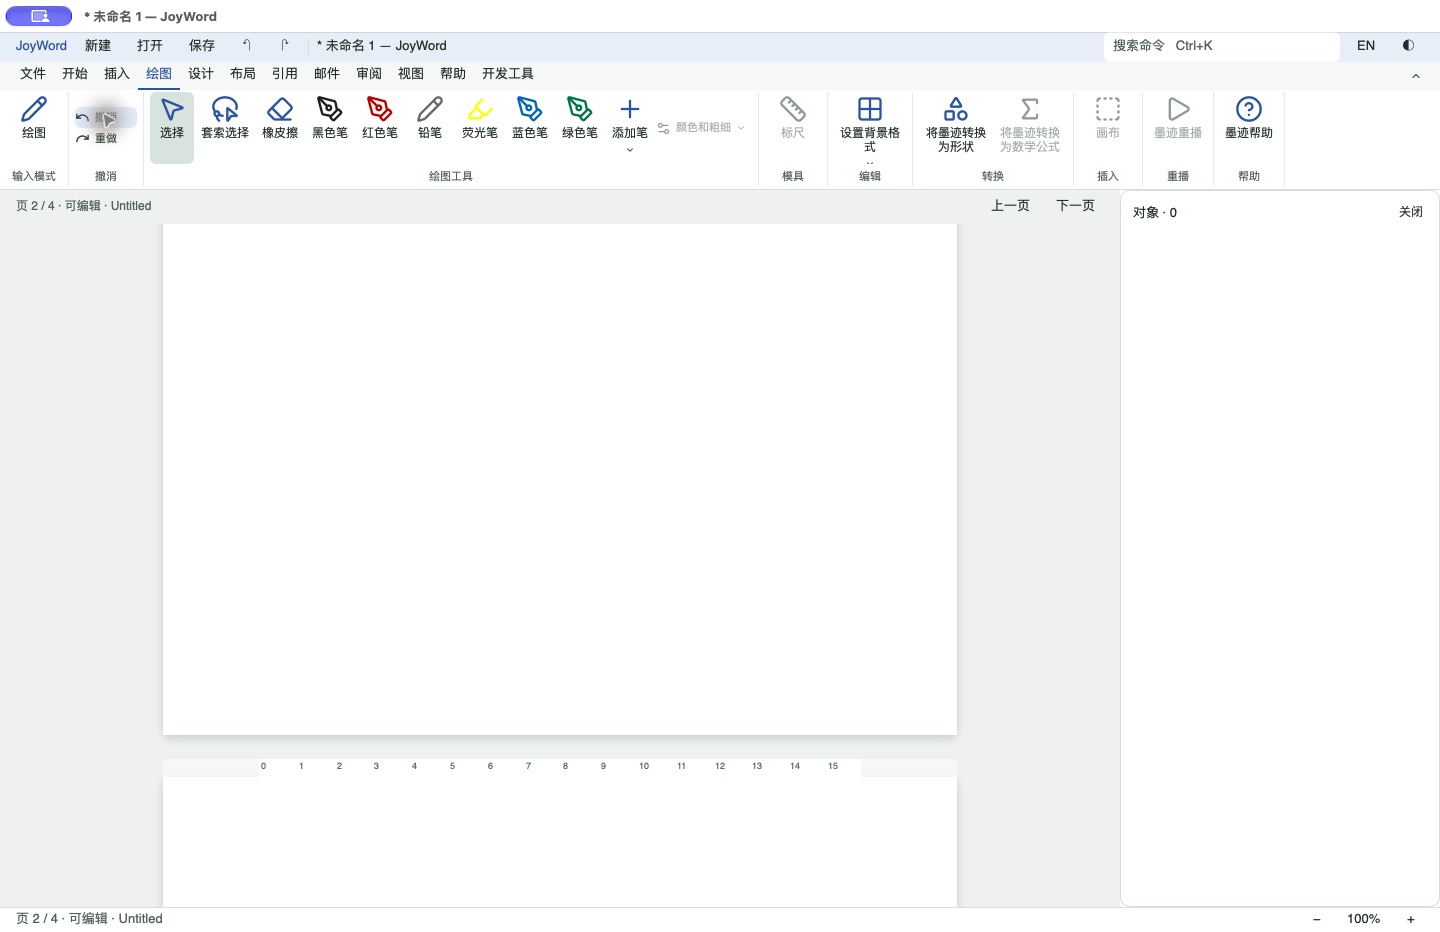 * 未命名 1 — JoyWord
JoyWord 新建 打开 保存 * 未命名 1 — JoyWord 搜索命令 Ctrl+K EN
文件 开始 插入 绘图 设计 布局 引用 邮件 审阅 视图 帮助 开发工具
绘图 重做 选择 套索选择 橡皮擦 黑色笔 红色笔 铅笔 荧光笔 蓝色笔 绿色笔 添加笔 颜色和粗细 标尺 设置背景格式 将墨迹转换为形状 将墨迹转换为数学公式 画布 墨迹重播 墨迹帮助
输入模式 撤消 绘图工具 模具 编辑 转换 插入 重播 帮助
页 2 / 4 · 可编辑 · Untitled 上一页 下一页
对象 · 0 关闭
0 1 2 3 4 5 6 7 8 9 10 11 12 13 14 15
页 2 / 4 · 可编辑 · Untitled − 100% +